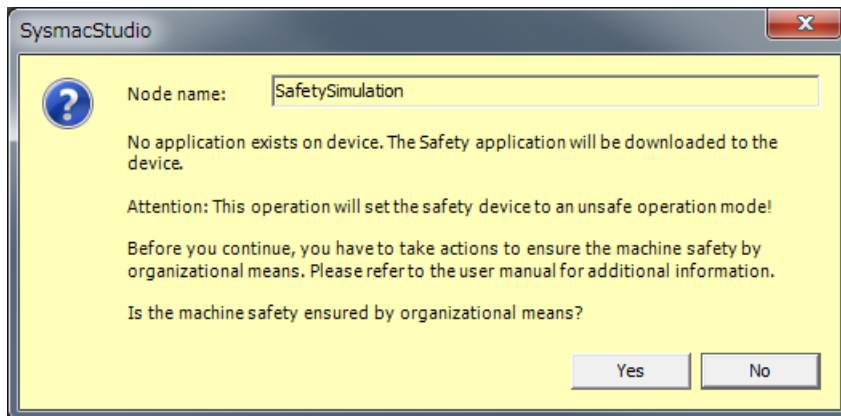 SysmacStudio
Node name: SafetySimulation
No application exists on device. The Safety application will be downloaded to the
device.
Attention: This operation will set the safety device to an unsafe operation mode!
Before you continue, you have to take actions to ensure the machine safety by
organizational means. Please refer to the user manual for additional information.
Is the machine safety ensured by organizational means?
Yes No